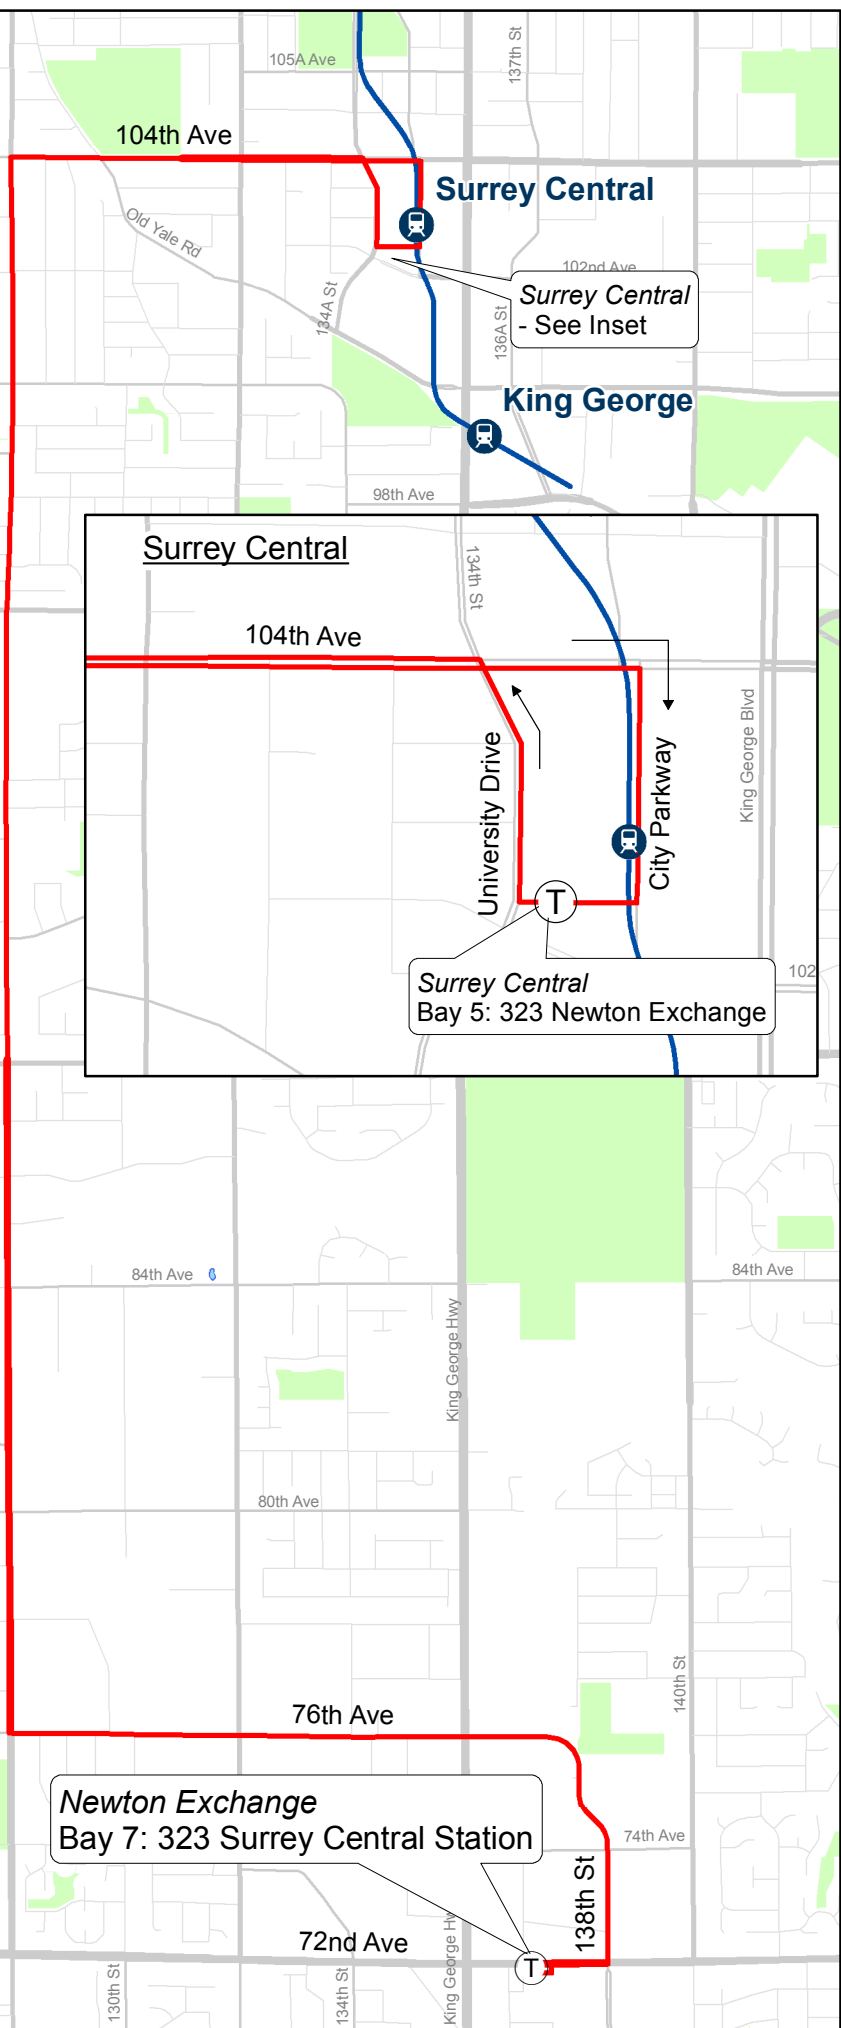 105A Ave
137th St
104th Ave
Surrey Central
Old Yale Rd
102nd Ave
Surrey Central
- See Inset
134A St
136A St
King George
98th Ave
Surrey Central
134th St
104th Ave
University Drive
City Parkway
King George Blvd
T
Surrey Central
Bay 5: 323 Newton Exchange
102
84th Ave
84th Ave
King George Hwy
80th Ave
140th St
76th Ave
Newton Exchange
Bay 7: 323 Surrey Central Station
74th Ave
138th St
72nd Ave
T
130th St
134th St
King George Hw